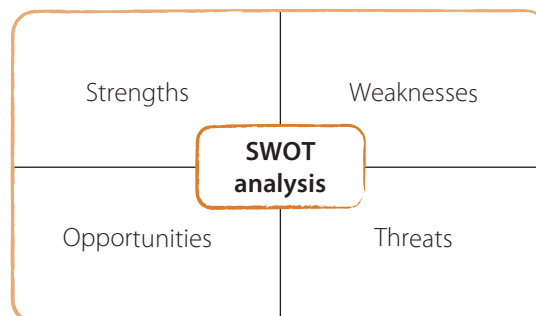 Strengths
Weaknesses
SWOT
analysis
Opportunities
Threats